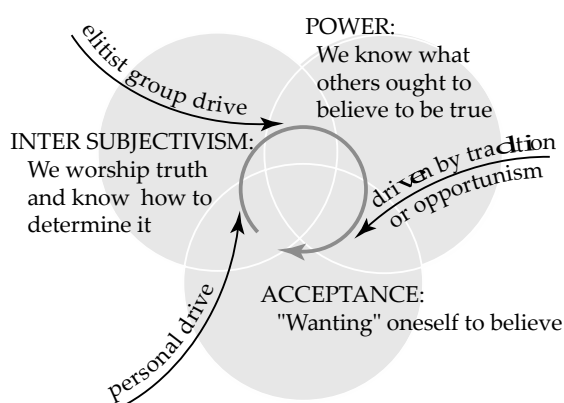 elitist group drive
POWER:
We know what
others ought to
believe to be true
INTER SUBJECTIVISM:
We worship truth
and know how to
determine it
driven by tradition
or opportunism
ACCEPTANCE:
"Wanting" oneself to believe
personal drive